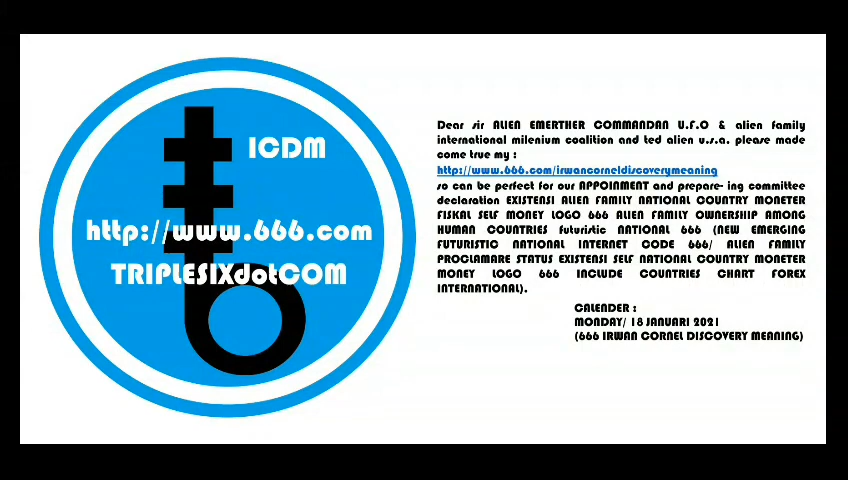 ICDM
http://www.666.com
TRIPLESIXdotCOM
Dear sir ALIEN EMERTHER COMMANDAN U.F.O & alien family
international milenium coalition and ted alien u.s.a. please made
come true my :
http://www.666.com/irwancorneldiscoverymeaning
so can be perfect for our APPOINMENT and prepare- ing committee
declaration EXISTENSI ALIEN FAMILY NATIONAL COUNTRY MONETER
FISKAL SELF MONEY LOGO 666 ALIEN FAMILY OWNERSHIP AMONG
HUMAN COUNTRIES futuristic NATIONAL 666 (NEW EMERGING
FUTURISTIC NATIONAL INTERNET CODE 666/ ALIEN FAMILY
PROCLAMARE STATUS EXISTENSI SELF NATIONAL COUNTRY MONETER
MONEY LOGO 666 INCLUDE COUNTRIES CHART FOREX
INTERNATIONAL).
CALENDER :
MONDAY/ 18 JANUARI 2021
(666 IRWAN CORNEL DISCOVERY MEANING)